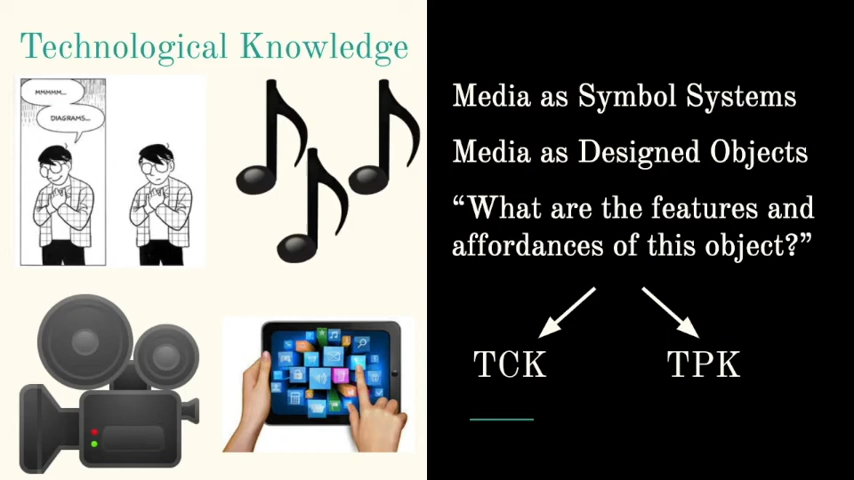 Technological Knowledge
MMMMM...
DIAGRAMS...
Media as Symbol Systems
Media as Designed Objects
“What are the features and
affordances of this object?”
TCK
TPK